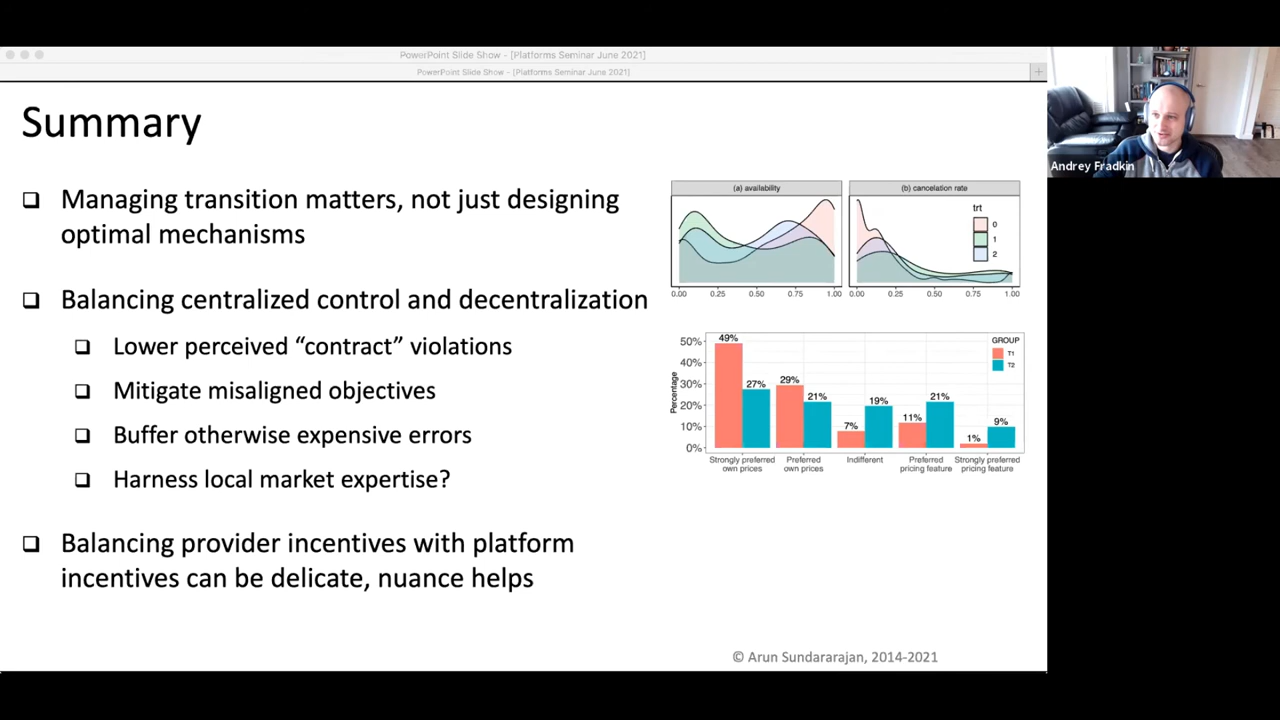 PowerPoint Slide Show - [Platforms Seminar June 2021]
PowerPoint Slide Show - [Platforms Seminar June 2021]
Summary
Managing transition matters, not just designing
optimal mechanisms
Balancing centralized control and decentralization
Lower perceived “contract” violations
Mitigate misaligned objectives
Buffer otherwise expensive errors
Harness local market expertise?
Balancing provider incentives with platform
incentives can be delicate, nuance helps
(a) availability
(b) cancelation rate
trt
0
1
2
0.00 0.25 0.50 0.75 1.00
0.00 0.25 0.50 0.75 1.00
GROUP
T1
T2
Percentage
50%
40%
30%
20%
10%
0%
49% 27% 29% 21% 7% 19% 11% 21% 1% 9%
Strongly preferred own prices
Preferred own prices
Indifferent
Preferred pricing feature
Strongly preferred pricing feature
© Arun Sundararajan, 2014-2021
Andrey Fradkin